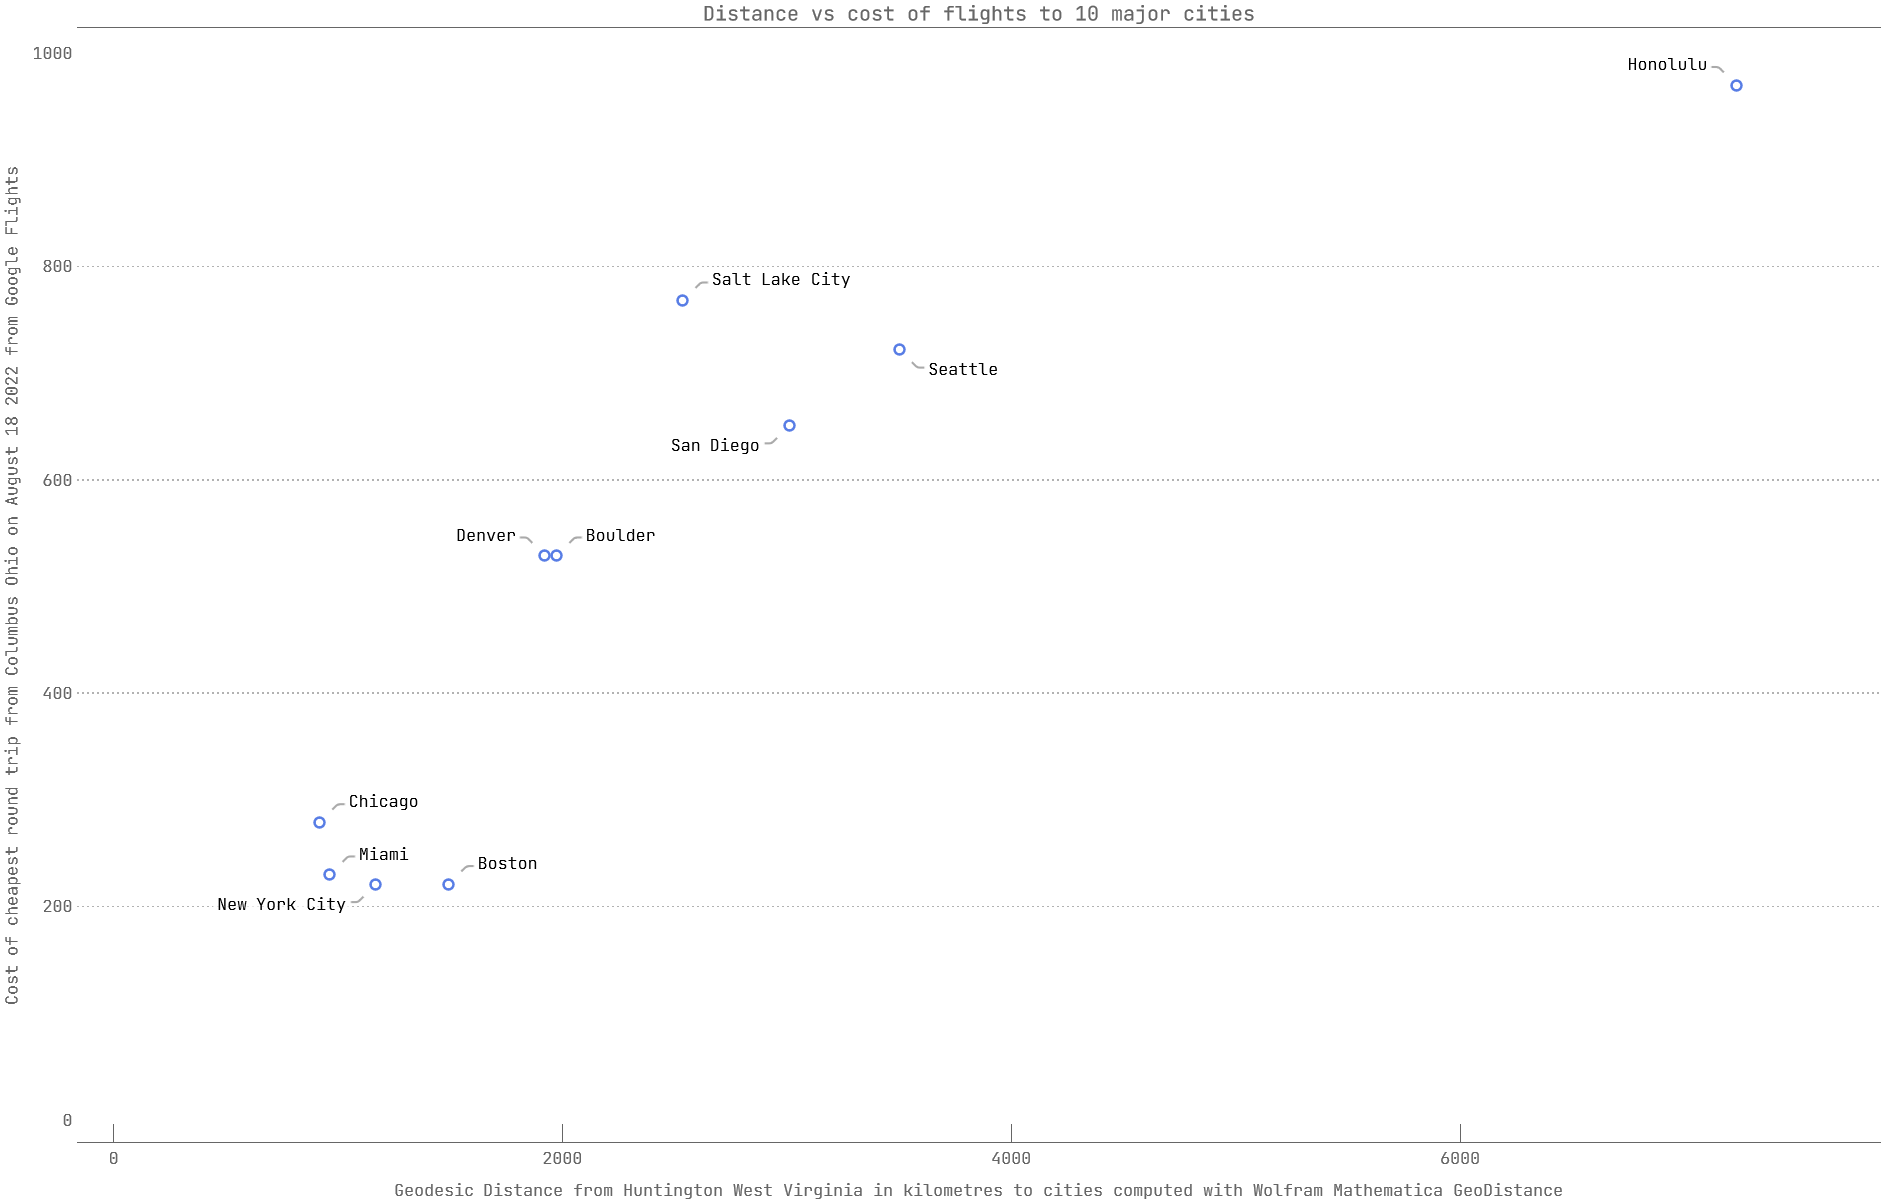 Distance vs cost of flights to 10 major cities
1000
Honolulu
Cost of cheapest round trip from Columbus Ohio on August 18 2022 from Google Flights
800
Salt Lake City
Seattle
San Diego
600
Denver
Boulder
400
Chicago
Miami
Boston
New York City
200
0
0
2000
4000
6000
Geodesic Distance from Huntington West Virginia in kilometres to cities computed with Wolfram Mathematica GeoDistance